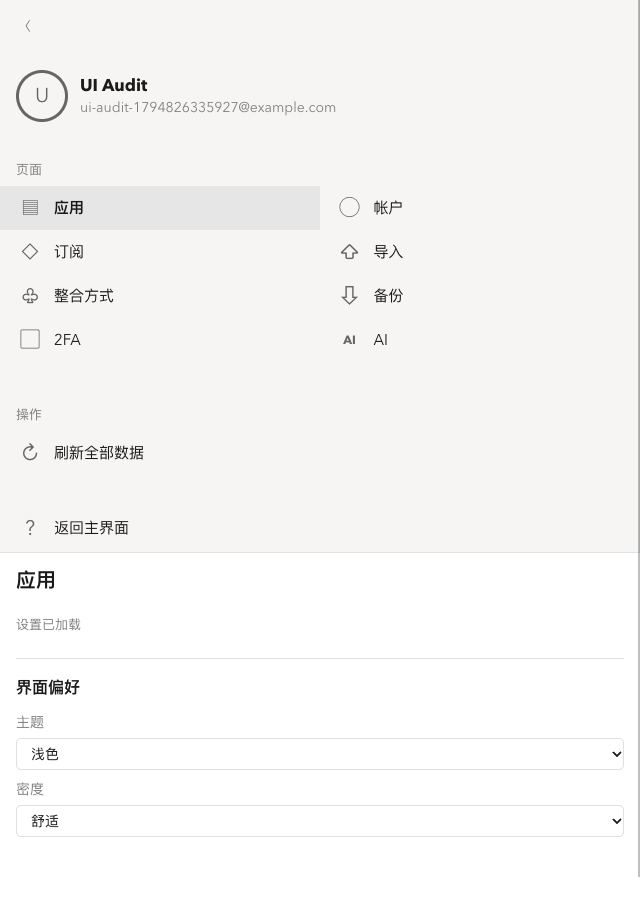 U
UI Audit
ui-audit-1794826335927@example.com
页面
应用
帐户
订阅
导入
整合方式
备份
2FA
AI AI
操作
刷新全部数据
? 返回主界面
应用
设置已加载
界面偏好
主题
浅色
密度
舒适